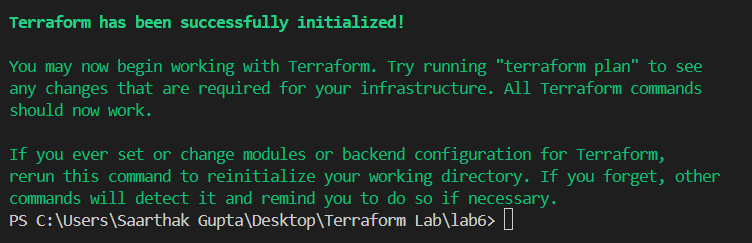 Terraform has been successfully initialized!
You may now begin working with Terraform. Try running "terraform plan" to see
any changes that are required for your infrastructure. All Terraform commands
should now work.
If you ever set or change modules or backend configuration for Terraform,
rerun this command to reinitialize your working directory. If you forget, other
commands will detect it and remind you to do so if necessary.
PS C:\Users\Saarthak Gupta\Desktop\Terraform Lab\lab6>